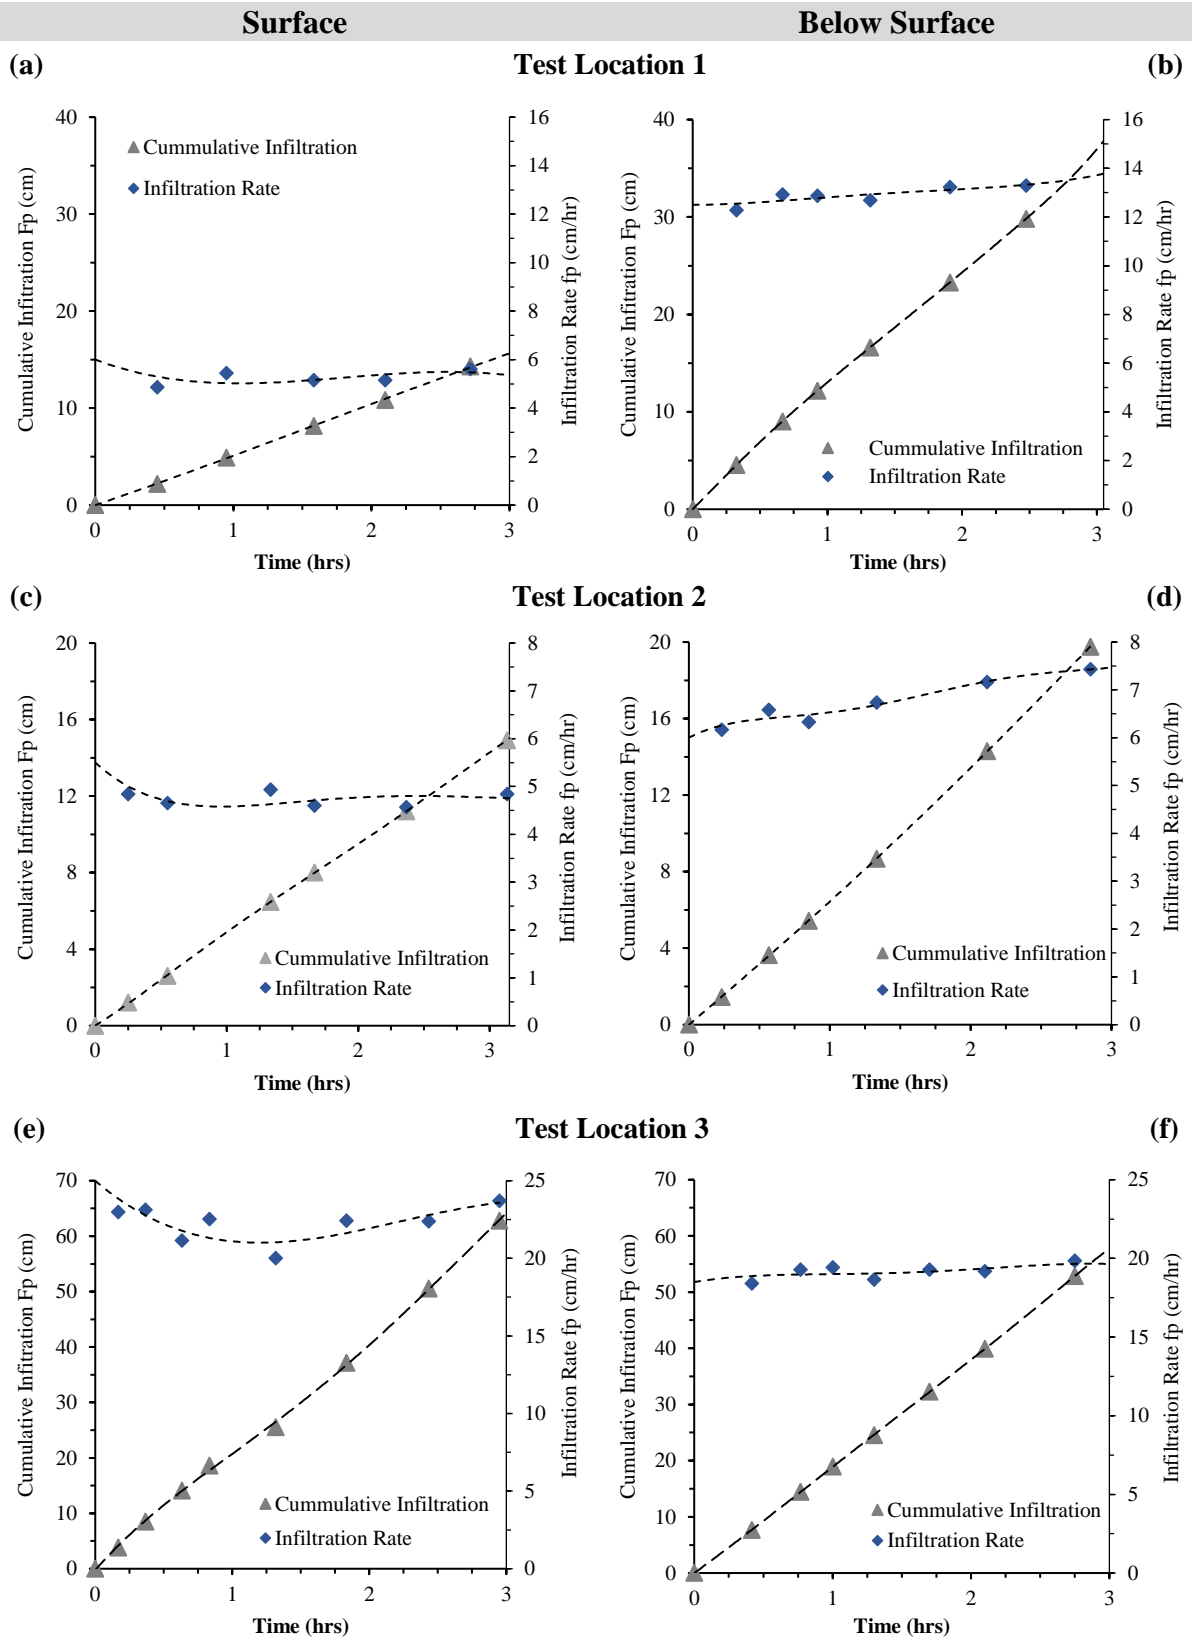 Surface Below Surface
(a) Test Location 1 (b)
Cumulative Infitration Fp (cm)
40
30
20
10
0
Cummulative Infiltration
Infiltration Rate
16
14
12
10
8
6
4
2
0
Infiltration Rate fp (cm/hr)
0 1 2 3
Time (hrs)
Cumulative Infitration Fp (cm)
40
30
20
10
0
Cummulative Infiltration
Infiltration Rate
16
14
12
10
8
6
4
2
0
Infiltration Rate fp (cm/hr)
0 1 2 3
Time (hrs)
(c) Test Location 2 (d)
Cumulative Infitration Fp (cm)
20
16
12
8
4
0
Cummulative Infiltration
Infiltration Rate
8
7
6
5
4
3
2
1
0
Infiltration Rate fp (cm/hr)
0 1 2 3
Time (hrs)
Cumulative Infitration Fp (cm)
20
16
12
8
4
0
Cummulative Infiltration
Infiltration Rate
8
7
6
5
4
3
2
1
0
Infiltration Rate fp (cm/hr)
0 1 2 3
Time (hrs)
(e) Test Location 3 (f)
Cumulative Infitration Fp (cm)
70
60
50
40
30
20
10
0
Cummulative Infiltration
Infiltration Rate
25
20
15
10
5
0
Infiltration Rate fp (cm/hr)
0 1 2 3
Time (hrs)
Cumulative Infitration Fp (cm)
70
60
50
40
30
20
10
0
Cummulative Infiltration
Infiltration Rate
25
20
15
10
5
0
Infiltration Rate fp (cm/hr)
0 1 2 3
Time (hrs)